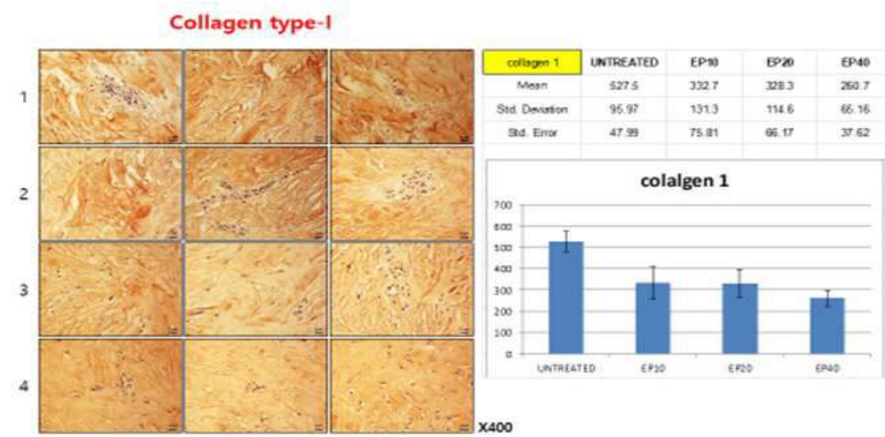 Collagen type-I
1
2
3
4
X400
collagen 1 UNTREATED EP10 EP20 EP40
Mean 527.5 332.7 328.3 260.7
Std. Deviation 95.97 131.3 114.6 65.16
Std. Error 47.99 75.81 66.17 37.62
colalgen 1
700
600
500
400
300
200
100
0
UNTREATED EP10 EP20 EP40